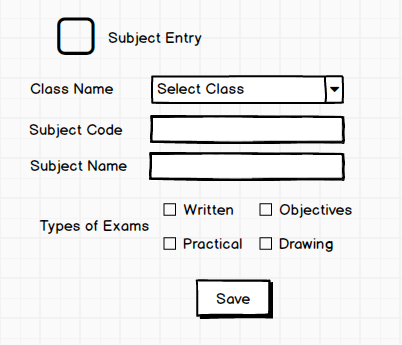 Subject Entry
Class Name Select Class
Subject Code
Subject Name
Written Objectives
Types of Exams
Practical Drawing
Save